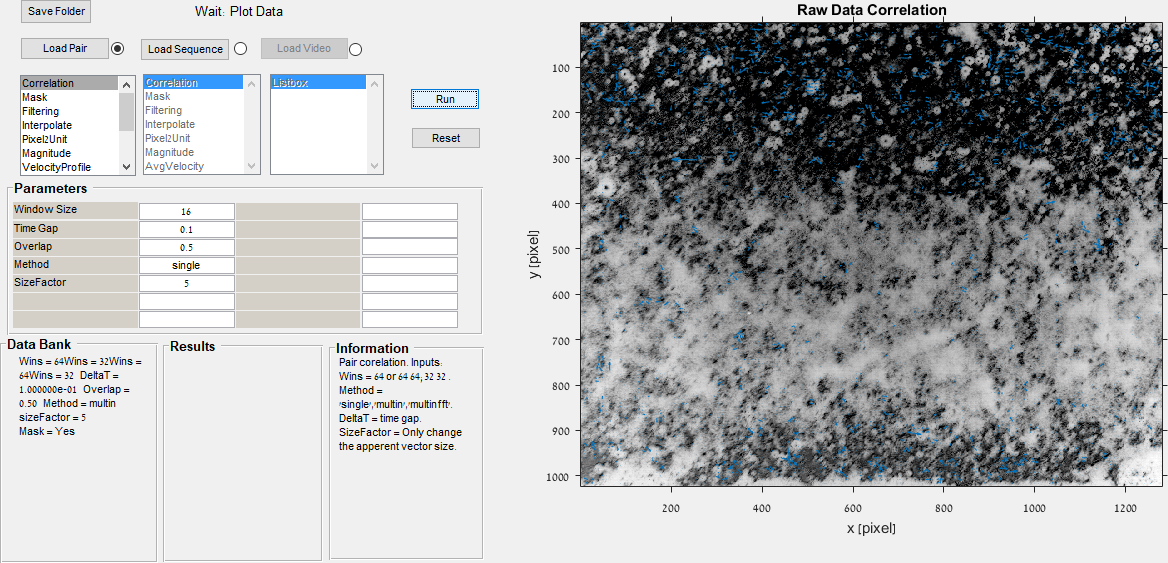 Save Folder
Wait: Plot Data
Load Pair
Load Sequence
Load Video
Correlation
Mask
Filtering
Interpolate
Pixel2Unit
Magnitude
VelocityProfile
Correlation
Mask
Filtering
Interpolate
Pixel2Unit
Magnitude
AvgVelocity
Listbox
Run
Reset
Parameters
Window Size 16
Time Gap 0.1
Overlap 0.5
Method single
SizeFactor 5
Data Bank
Wins = 64Wins = 32Wins =
64Wins = 32 DeltaT =
1.000000e-01 Overlap =
0.50 Method = multin
sizeFactor = 5
Mask = Yes
Results
Information
Pair corelation. Inputs:
Wins = 64 or 64 64, 32 32 .
Method =
'single','multin','multinfft'.
DeltaT = time gap.
SizeFactor = Only change
the apperent vector size.
Raw Data Correlation
y [pixel]
100
200
300
400
500
600
700
800
900
1000
200 400 600 800 1000 1200
x [pixel]